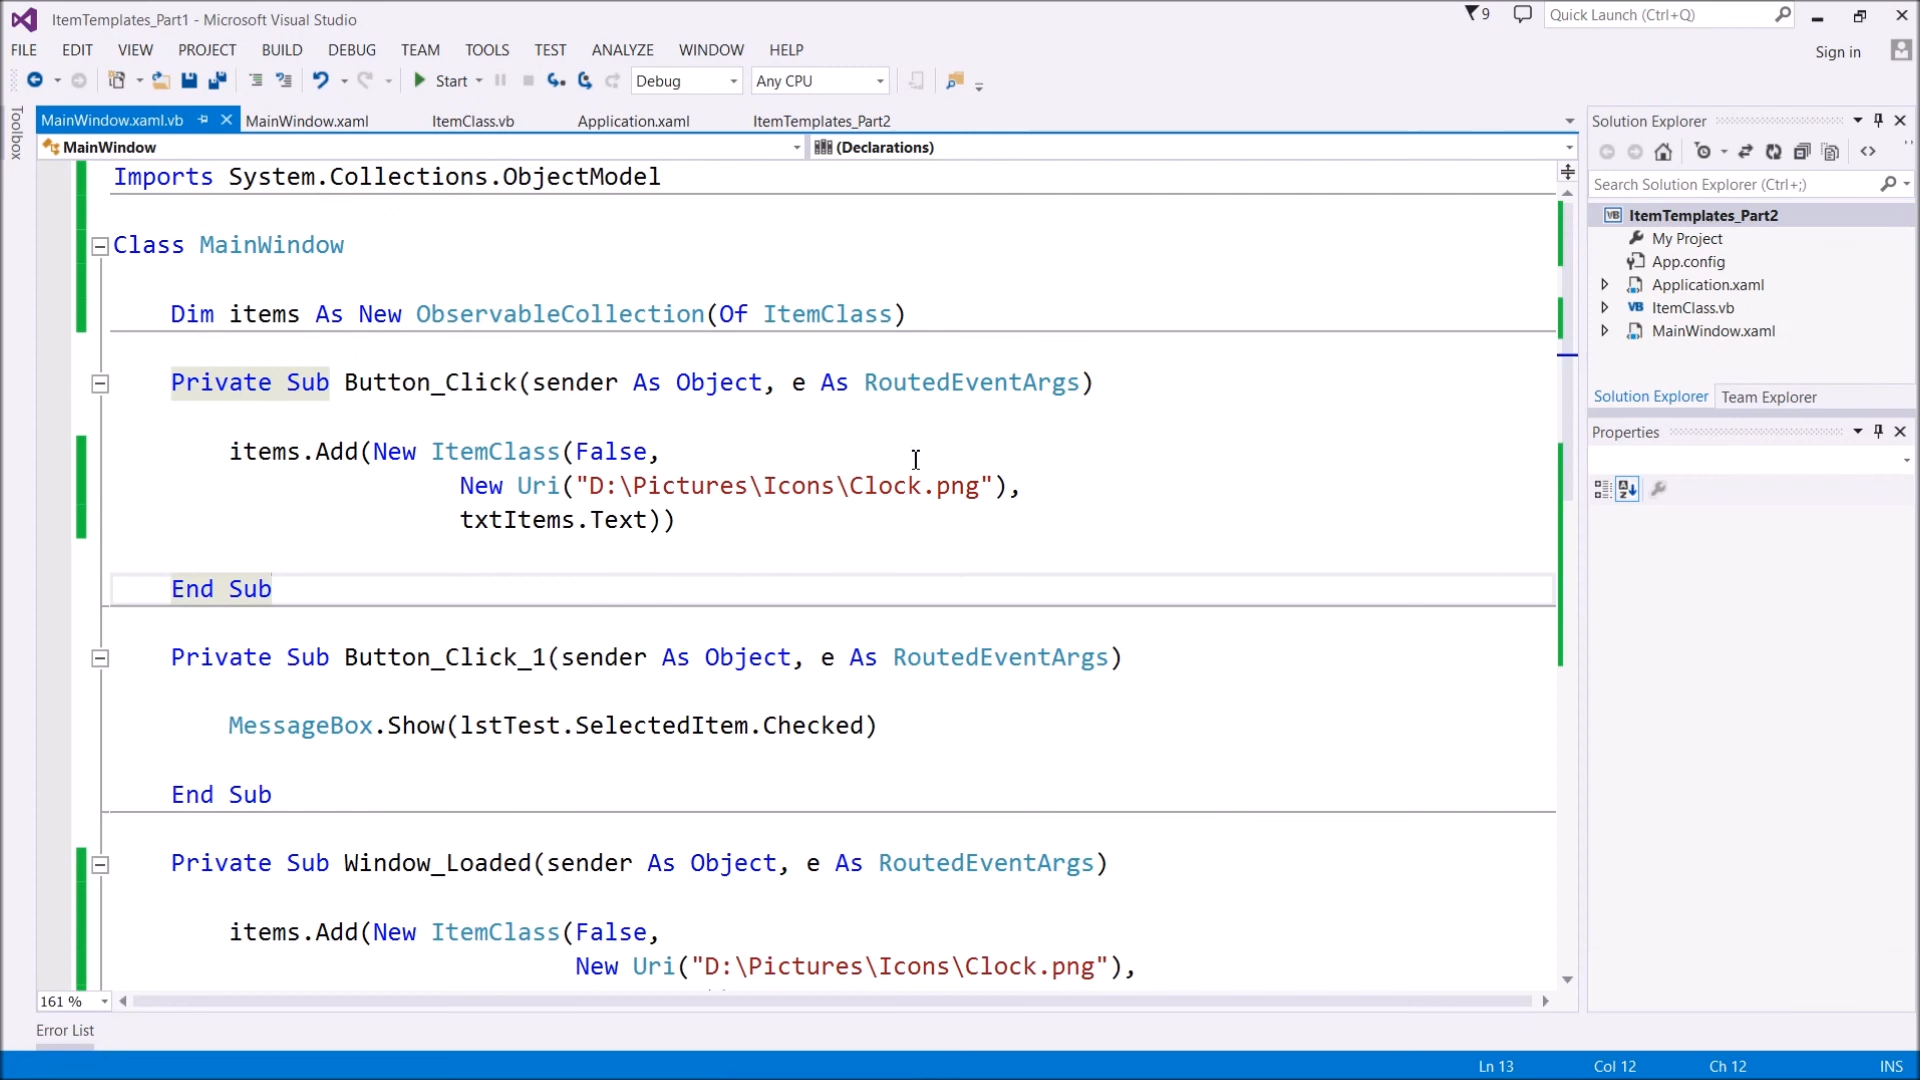 ItemTemplates_Part1 - Microsoft Visual Studio
9
Quick Launch (Ctrl+Q)
FILE EDIT VIEW PROJECT BUILD DEBUG TEAM TOOLS TEST ANALYZE WINDOW HELP
Sign in
Start Debug Any CPU
Toolbox
MainWindow.xaml.vb MainWindow.xaml ItemClass.vb Application.xaml ItemTemplates_Part2
MainWindow (Declarations)
Imports System.Collections.ObjectModel
Class MainWindow
Dim items As New ObservableCollection(Of ItemClass)
Private Sub Button_Click(sender As Object, e As RoutedEventArgs)
items.Add(New ItemClass(False,
New Uri("D:\Pictures\Icons\Clock.png"),
txtItems.Text))
End Sub
Private Sub Button_Click_1(sender As Object, e As RoutedEventArgs)
MessageBox.Show(lstTest.SelectedItem.Checked)
End Sub
Private Sub Window_Loaded(sender As Object, e As RoutedEventArgs)
items.Add(New ItemClass(False,
New Uri("D:\Pictures\Icons\Clock.png"),
161 %
Solution Explorer
Search Solution Explorer (Ctrl+;)
VB ItemTemplates_Part2
My Project
App.config
Application.xaml
VB ItemClass.vb
MainWindow.xaml
Solution Explorer Team Explorer
Properties
Error List
Ln 13 Col 12 Ch 12 INS